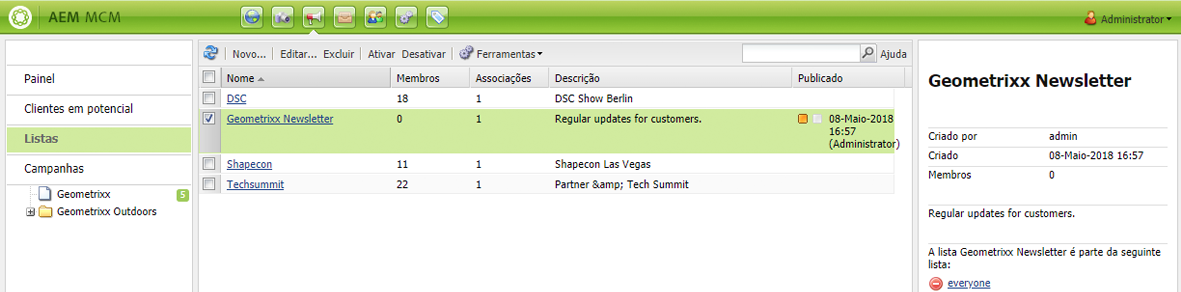 AEM MCM
Administrator
Novo... Editar... Excluir Ativar Desativar Ferramentas Ajuda
Painel
Clientes em potencial
Listas
Campanhas
Geometrixx 5
Geometrixx Outdoors
Nome Membros Associações Descrição Publicado
DSC 18 1 DSC Show Berlin
Geometrixx Newsletter 0 1 Regular updates for customers. 08-Maio-2018
16:57
(Administrator)
Shapecon 11 1 Shapecon Las Vegas
Techsummit 22 1 Partner &amp; Tech Summit
Geometrixx Newsletter
Criado por admin
Criado 08-Maio-2018 16:57
Membros 0
Regular updates for customers.
A lista Geometrixx Newsletter é parte da seguinte
lista:
everyone